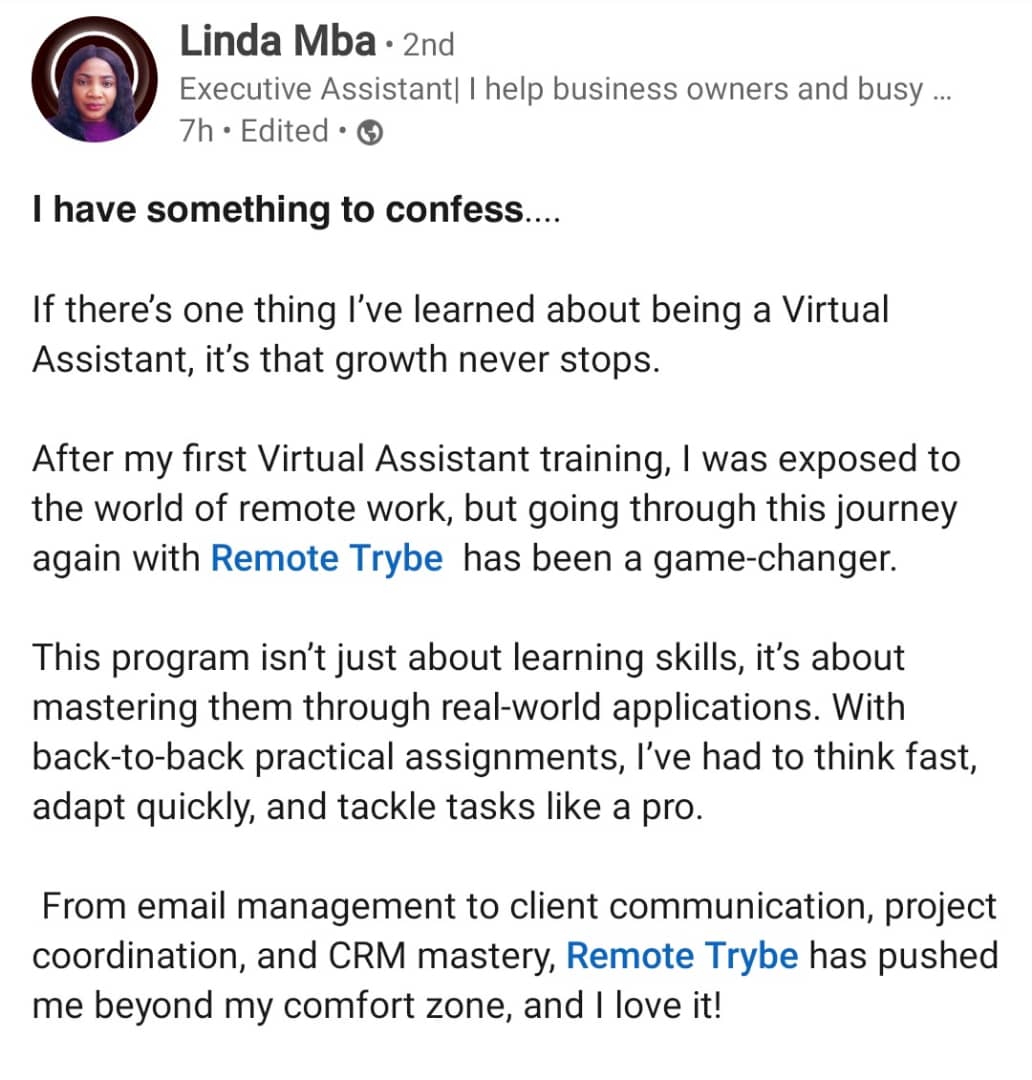 Linda Mba • 2nd
Executive Assistant| I help business owners and busy ...
7h • Edited •
I have something to confess....
If there's one thing I've learned about being a Virtual
Assistant, it's that growth never stops.
After my first Virtual Assistant training, I was exposed to
the world of remote work, but going through this journey
again with Remote Trybe has been a game-changer.
This program isn't just about learning skills, it's about
mastering them through real-world applications. With
back-to-back practical assignments, I've had to think fast,
adapt quickly, and tackle tasks like a pro.
From email management to client communication, project
coordination, and CRM mastery, Remote Trybe has pushed
me beyond my comfort zone, and I love it!